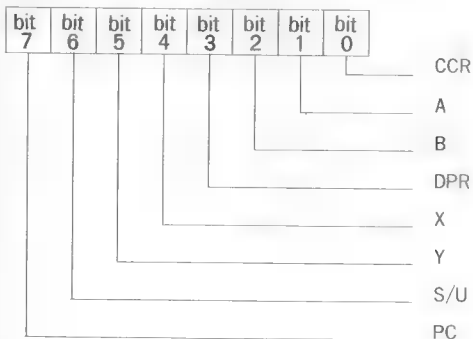 bit bit bit bit bit bit bit bit
7 6 5 4 3 2 1 0
CCR
A
B
DPR
X
Y
S/U
PC